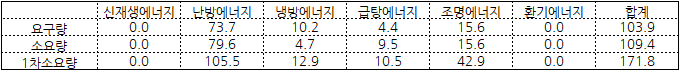 신재생에너지 난방에너지 냉방에너지 급탕에너지 조명에너지 환기에너지 합계
요구량 0.0 73.7 10.2 4.4 15.6 0.0 103.9
소요량 0.0 79.6 4.7 9.5 15.6 0.0 109.4
1차소요량 0.0 105.5 12.9 10.5 42.9 0.0 171.8